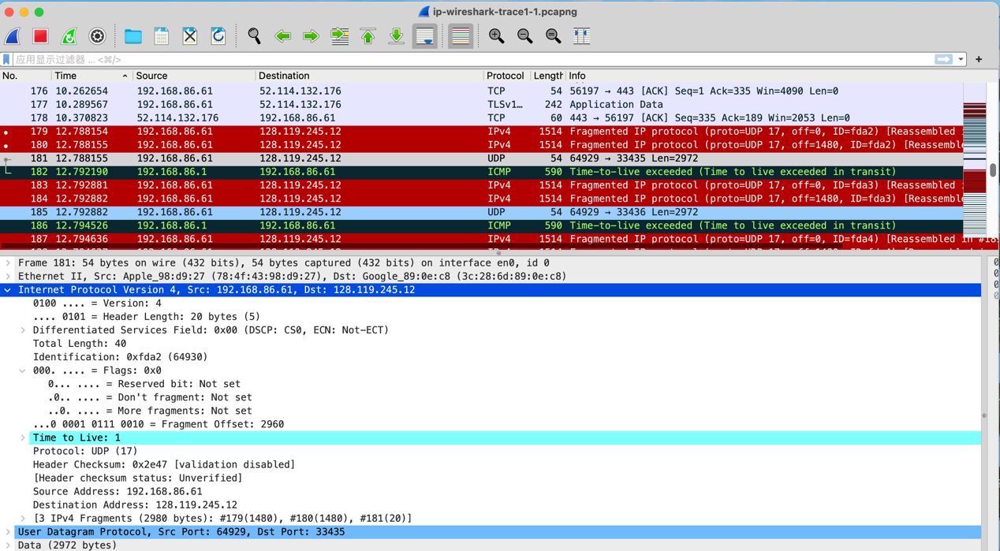 ip-wireshark-trace1-1.pcapng
应用显示过滤器 … <⌘/>
No. Time Source Destination Protocol Length Info
176 10.262654 192.168.86.61 52.114.132.176 TCP 54 56197 → 443 [ACK] Seq=1 Ack=335 Win=4090 Len=0
177 10.289567 192.168.86.61 52.114.132.176 TLSv1… 242 Application Data
178 10.370823 52.114.132.176 192.168.86.61 TCP 60 443 → 56197 [ACK] Seq=335 Ack=189 Win=2053 Len=0
179 12.788154 192.168.86.61 128.119.245.12 IPv4 1514 Fragmented IP protocol (proto=UDP 17, off=0, ID=fda2) [Reassembled
180 12.788155 192.168.86.61 128.119.245.12 IPv4 1514 Fragmented IP protocol (proto=UDP 17, off=1480, ID=fda2) [Reassemble
181 12.788155 192.168.86.61 128.119.245.12 UDP 54 64929 → 33435 Len=2972
182 12.792190 192.168.86.1 192.168.86.61 ICMP 590 Time-to-live exceeded (Time to live exceeded in transit)
183 12.792881 192.168.86.61 128.119.245.12 IPv4 1514 Fragmented IP protocol (proto=UDP 17, off=0, ID=fda3) [Reassembled
184 12.792882 192.168.86.61 128.119.245.12 IPv4 1514 Fragmented IP protocol (proto=UDP 17, off=1480, ID=fda3) [Reassemble
185 12.792882 192.168.86.61 128.119.245.12 UDP 54 64929 → 33436 Len=2972
186 12.794526 192.168.86.1 192.168.86.61 ICMP 590 Time-to-live exceeded (Time to live exceeded in transit)
187 12.794636 192.168.86.61 128.119.245.12 IPv4 1514 Fragmented IP protocol (proto=UDP 17, off=0, ID=fda4) [Reassembled in #18
Frame 181: 54 bytes on wire (432 bits), 54 bytes captured (432 bits) on interface en0, id 0
Ethernet II, Src: Apple_98:d9:27 (78:4f:43:98:d9:27), Dst: Google_89:0e:c8 (3c:28:6d:89:0e:c8)
Internet Protocol Version 4, Src: 192.168.86.61, Dst: 128.119.245.12
0100 .... = Version: 4
.... 0101 = Header Length: 20 bytes (5)
Differentiated Services Field: 0x00 (DSCP: CS0, ECN: Not-ECT)
Total Length: 40
Identification: 0xfda2 (64930)
000. .... = Flags: 0x0
0... .... = Reserved bit: Not set
.0.. .... = Don't fragment: Not set
..0. .... = More fragments: Not set
...0 0001 0111 0010 = Fragment Offset: 2960
Time to Live: 1
Protocol: UDP (17)
Header Checksum: 0x2e47 [validation disabled]
[Header checksum status: Unverified]
Source Address: 192.168.86.61
Destination Address: 128.119.245.12
[3 IPv4 Fragments (2980 bytes): #179(1480), #180(1480), #181(20)]
User Datagram Protocol, Src Port: 64929, Dst Port: 33435
Data (2972 bytes)